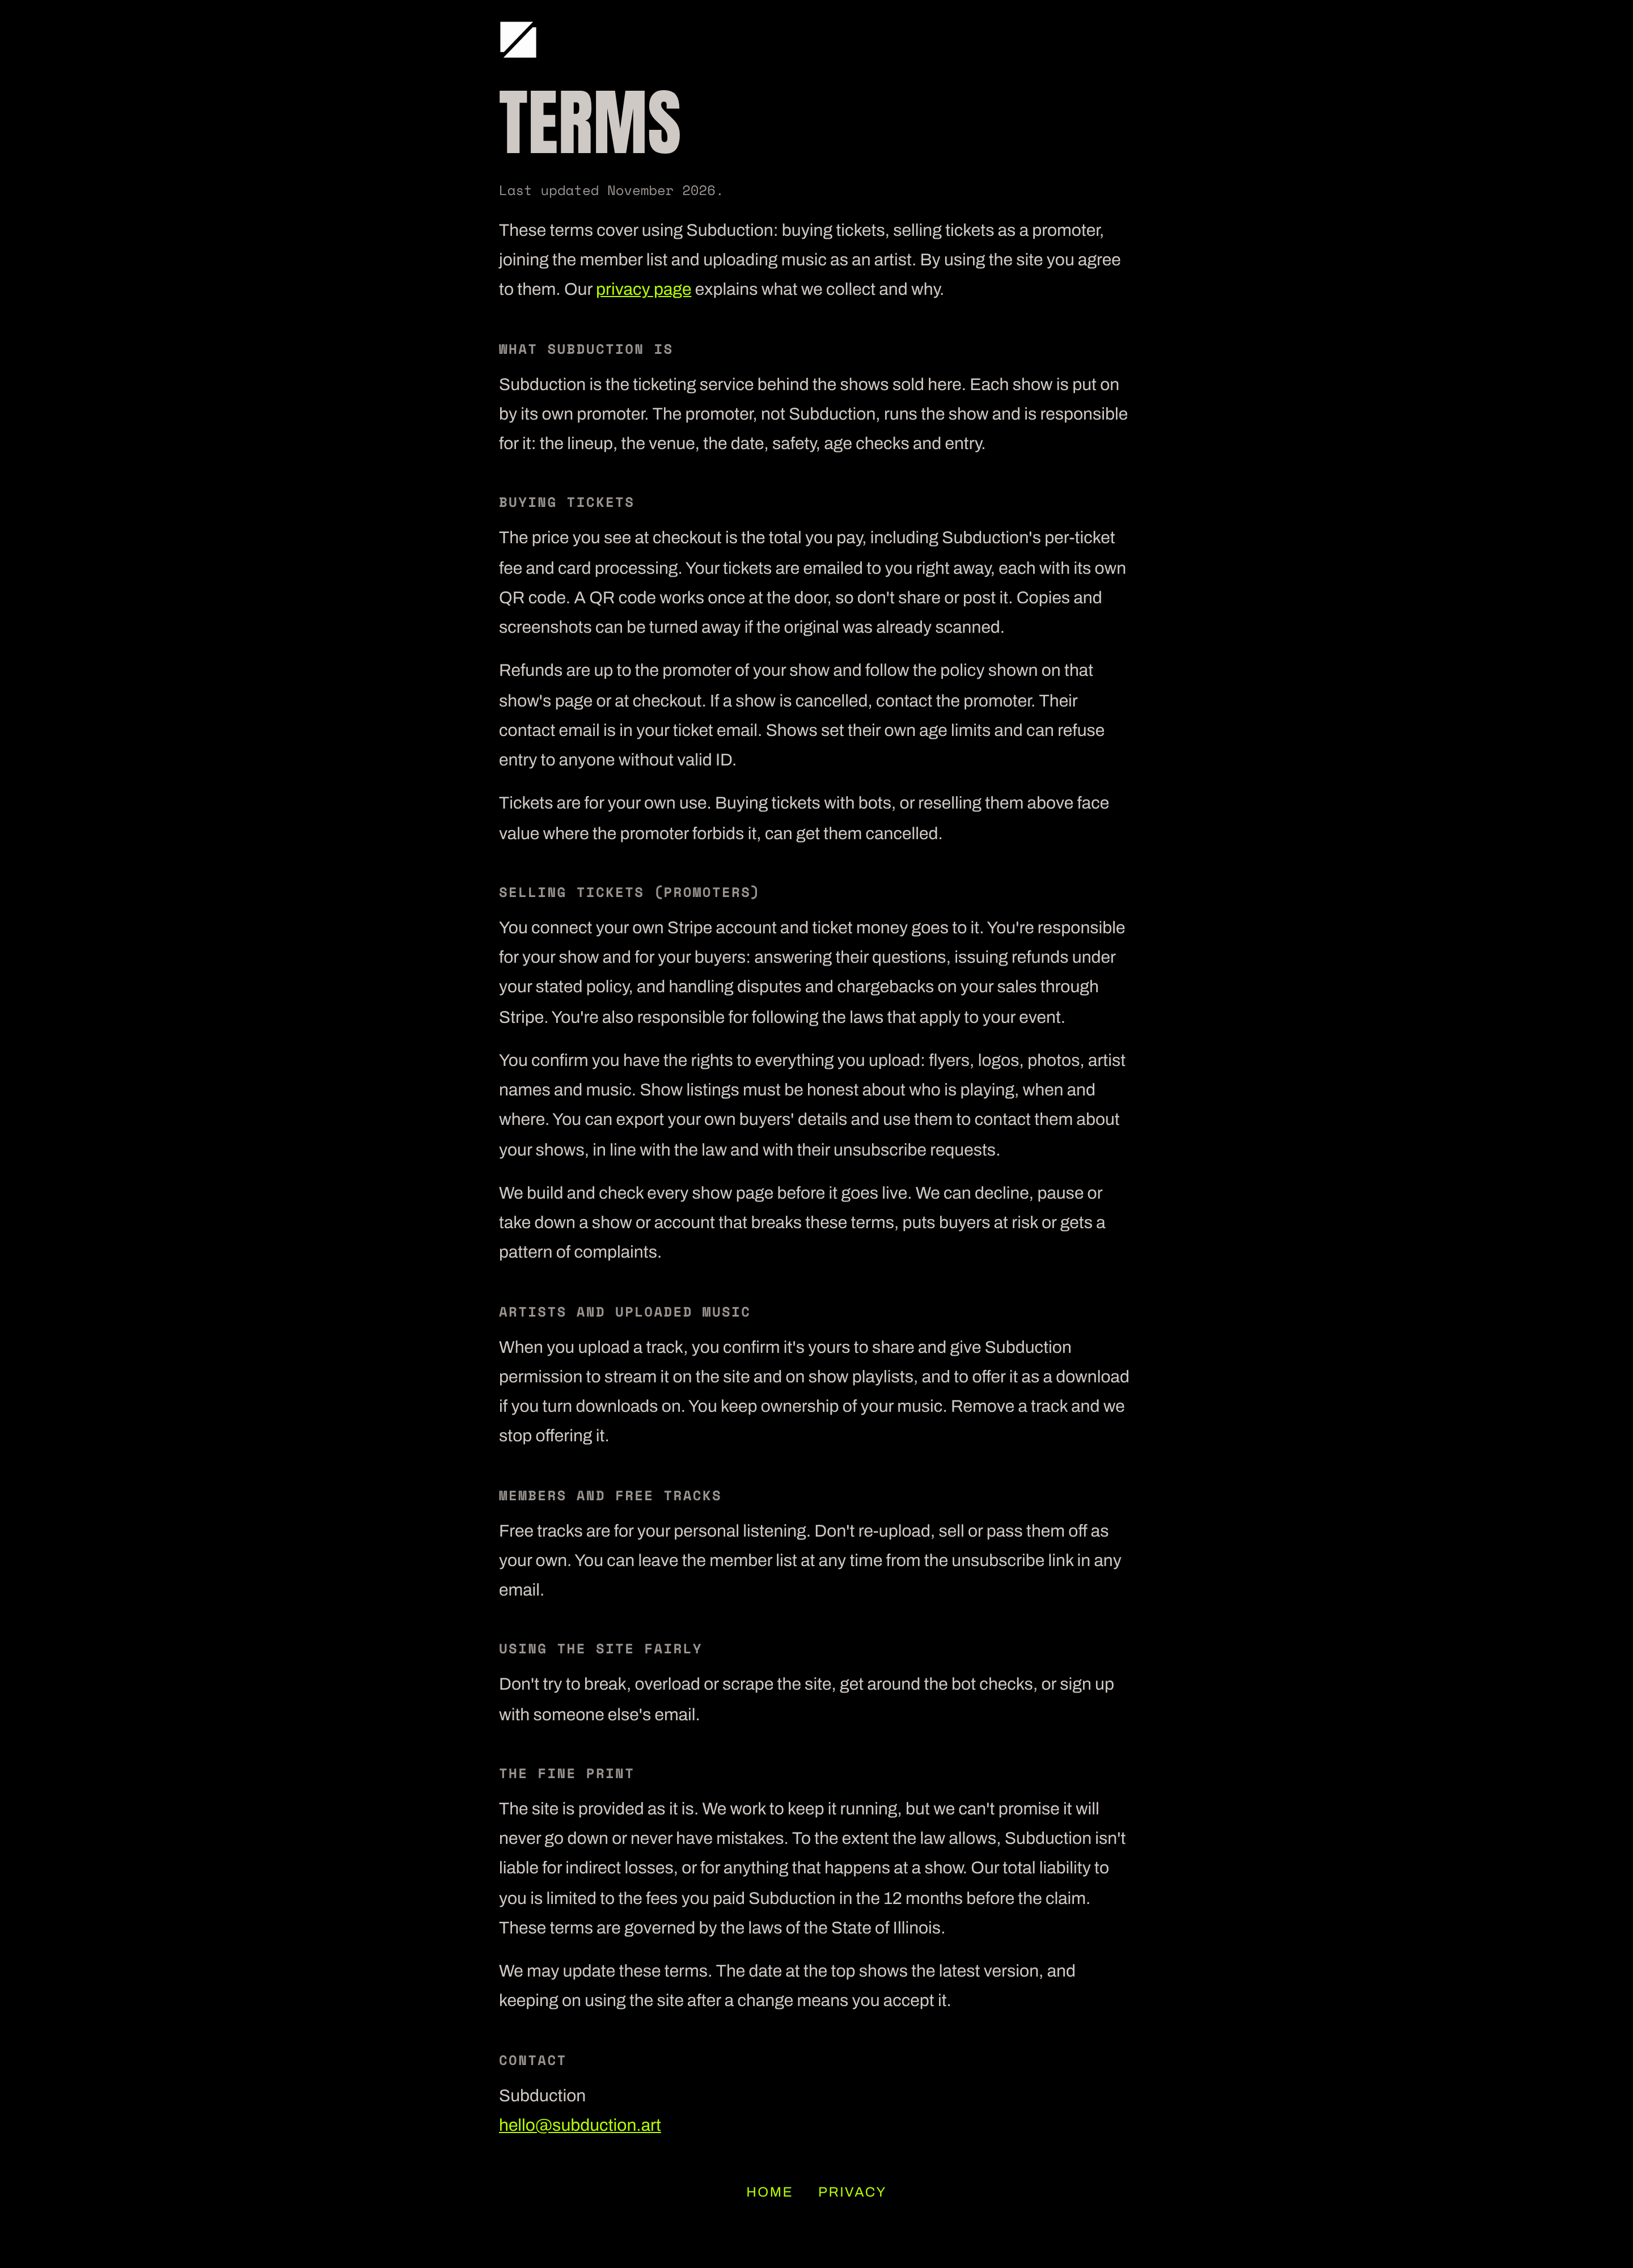 TERMS
Last updated November 2026.
These terms cover using Subduction: buying tickets, selling tickets as a promoter,
joining the member list and uploading music as an artist. By using the site you agree
to them. Our privacy page explains what we collect and why.
WHAT SUBDUCTION IS
Subduction is the ticketing service behind the shows sold here. Each show is put on
by its own promoter. The promoter, not Subduction, runs the show and is responsible
for it: the lineup, the venue, the date, safety, age checks and entry.
BUYING TICKETS
The price you see at checkout is the total you pay, including Subduction's per-ticket
fee and card processing. Your tickets are emailed to you right away, each with its own
QR code. A QR code works once at the door, so don't share or post it. Copies and
screenshots can be turned away if the original was already scanned.
Refunds are up to the promoter of your show and follow the policy shown on that
show's page or at checkout. If a show is cancelled, contact the promoter. Their
contact email is in your ticket email. Shows set their own age limits and can refuse
entry to anyone without valid ID.
Tickets are for your own use. Buying tickets with bots, or reselling them above face
value where the promoter forbids it, can get them cancelled.
SELLING TICKETS (PROMOTERS)
You connect your own Stripe account and ticket money goes to it. You're responsible
for your show and for your buyers: answering their questions, issuing refunds under
your stated policy, and handling disputes and chargebacks on your sales through
Stripe. You're also responsible for following the laws that apply to your event.
You confirm you have the rights to everything you upload: flyers, logos, photos, artist
names and music. Show listings must be honest about who is playing, when and
where. You can export your own buyers' details and use them to contact them about
your shows, in line with the law and with their unsubscribe requests.
We build and check every show page before it goes live. We can decline, pause or
take down a show or account that breaks these terms, puts buyers at risk or gets a
pattern of complaints.
ARTISTS AND UPLOADED MUSIC
When you upload a track, you confirm it's yours to share and give Subduction
permission to stream it on the site and on show playlists, and to offer it as a download
if you turn downloads on. You keep ownership of your music. Remove a track and we
stop offering it.
MEMBERS AND FREE TRACKS
Free tracks are for your personal listening. Don't re-upload, sell or pass them off as
your own. You can leave the member list at any time from the unsubscribe link in any
email.
USING THE SITE FAIRLY
Don't try to break, overload or scrape the site, get around the bot checks, or sign up
with someone else's email.
THE FINE PRINT
The site is provided as it is. We work to keep it running, but we can't promise it will
never go down or never have mistakes. To the extent the law allows, Subduction isn't
liable for indirect losses, or for anything that happens at a show. Our total liability to
you is limited to the fees you paid Subduction in the 12 months before the claim.
These terms are governed by the laws of the State of Illinois.
We may update these terms. The date at the top shows the latest version, and
keeping on using the site after a change means you accept it.
CONTACT
Subduction
hello@subduction.art
HOME PRIVACY